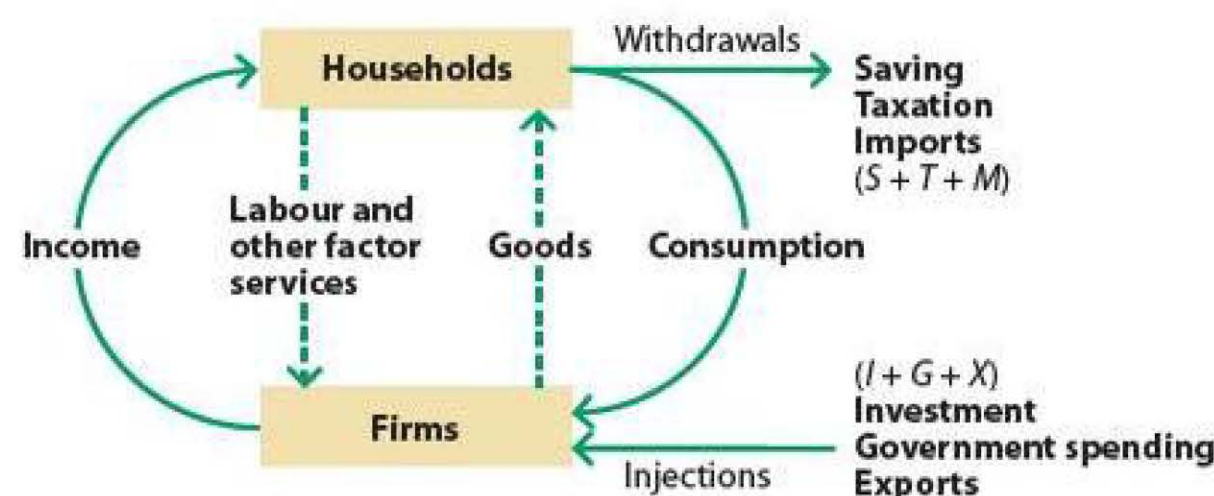 Withdrawals
Households
Saving
Taxation
Imports
(S + T + M)
Labour and
other factor
services
Income
Goods
Consumption
(I + G + X)
Investment
Government spending
Exports
Firms
Injections